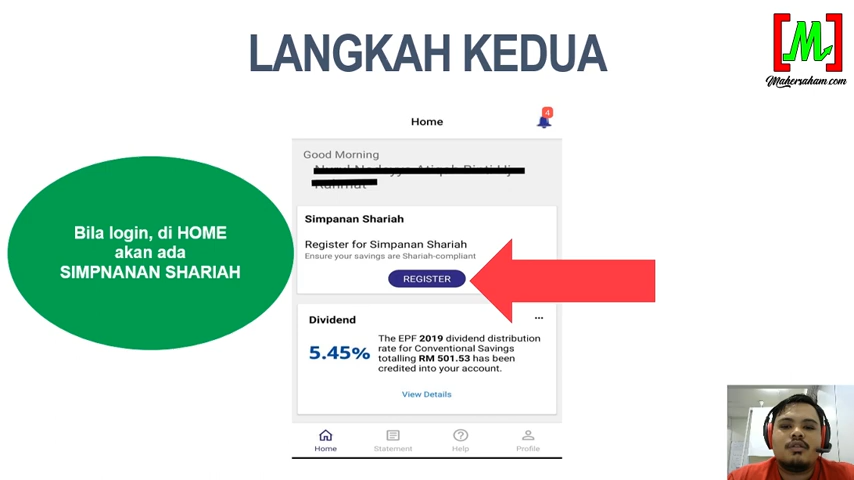 LANGKAH KEDUA
Mahersaham.com
Home
4
Good Morning
Bila login, di HOME
akan ada
SIMPNANAN SHARIAH
Simpanan Shariah
Register for Simpanan Shariah
Ensure your savings are Shariah-compliant
REGISTER
Dividend
...
5.45%
The EPF 2019 dividend distribution
rate for Conventional Savings
totalling RM 501.53 has been
credited into your account.
View Details
Home
Statement
Help
Profile